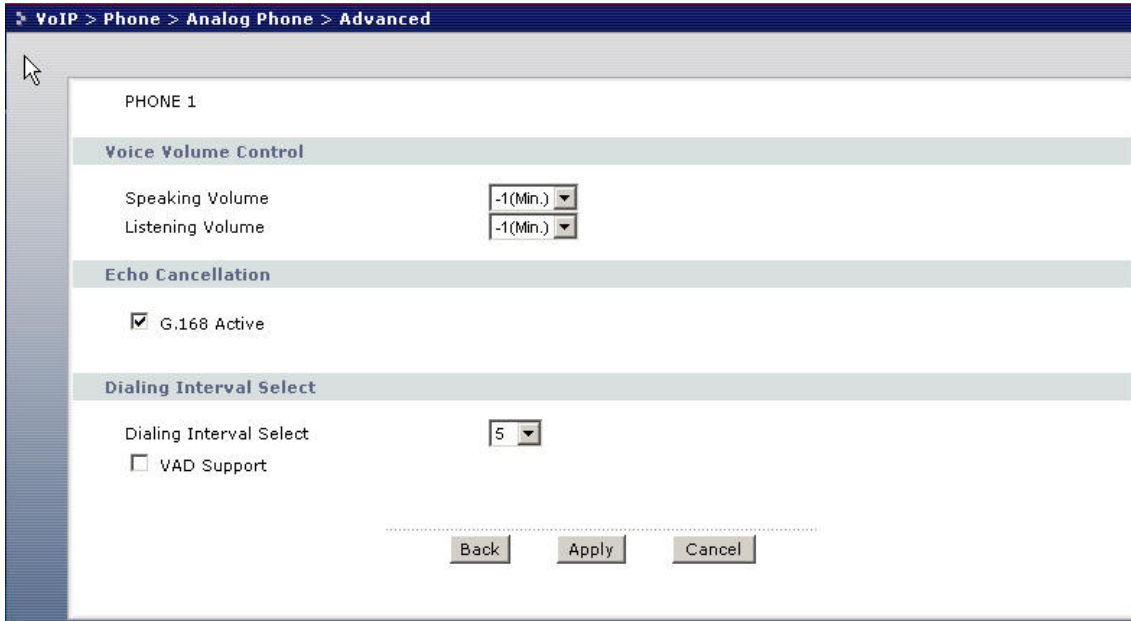 VoIP > Phone > Analog Phone > Advanced
PHONE 1
Voice Volume Control
Speaking Volume -1(Min.)
Listening Volume -1(Min.)
Echo Cancellation
G.168 Active
Dialing Interval Select
Dialing Interval Select 5
VAD Support
Back Apply Cancel